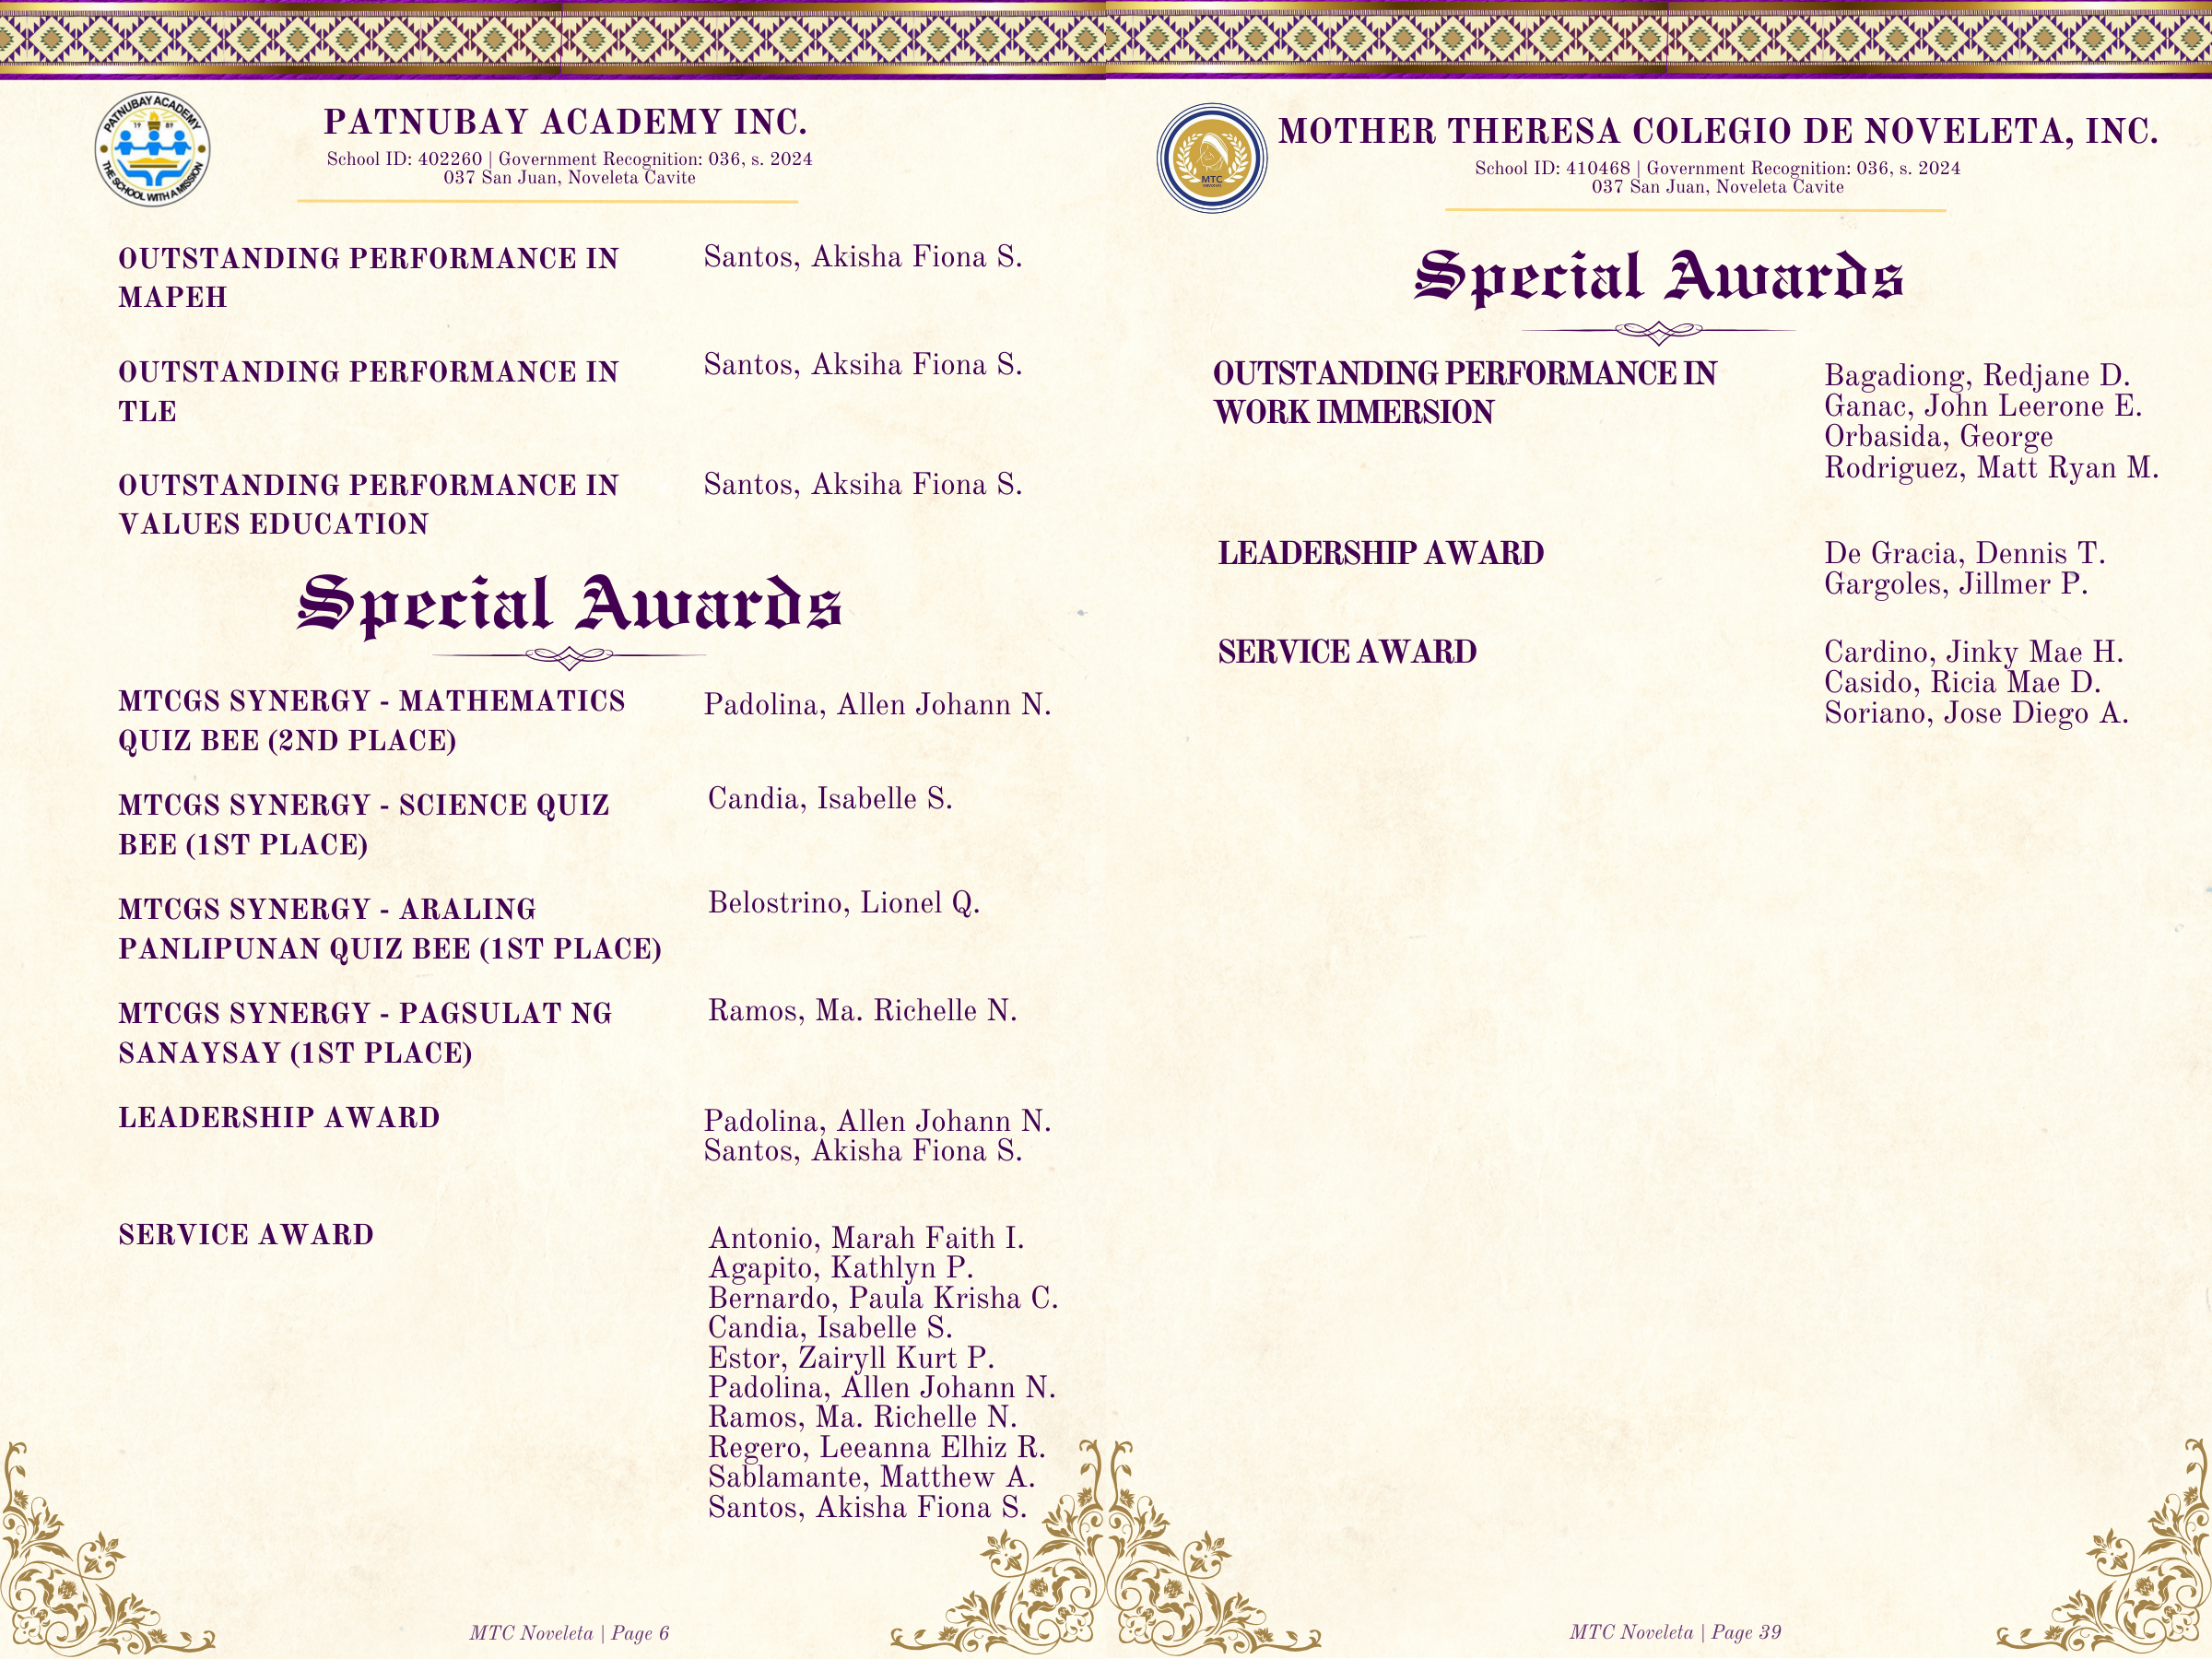 PATNUBAY ACADEMY
19 89
THE SCHOOL WITH A MISSION
PATNUBAY ACADEMY INC.
School ID: 402260 | Government Recognition: 036, s. 2024
037 San Juan, Noveleta Cavite
OUTSTANDING PERFORMANCE IN
MAPEH
Santos, Akisha Fiona S.
OUTSTANDING PERFORMANCE IN
TLE
Santos, Aksiha Fiona S.
OUTSTANDING PERFORMANCE IN
VALUES EDUCATION
Santos, Aksiha Fiona S.
Special Awards
MTCGS SYNERGY - MATHEMATICS
QUIZ BEE (2ND PLACE)
Padolina, Allen Johann N.
MTCGS SYNERGY - SCIENCE QUIZ
BEE (1ST PLACE)
Candia, Isabelle S.
MTCGS SYNERGY - ARALING
PANLIPUNAN QUIZ BEE (1ST PLACE)
Belostrino, Lionel Q.
MTCGS SYNERGY - PAGSULAT NG
SANAYSAY (1ST PLACE)
Ramos, Ma. Richelle N.
LEADERSHIP AWARD
Padolina, Allen Johann N.
Santos, Akisha Fiona S.
SERVICE AWARD
Antonio, Marah Faith I.
Agapito, Kathlyn P.
Bernardo, Paula Krisha C.
Candia, Isabelle S.
Estor, Zairyll Kurt P.
Padolina, Allen Johann N.
Ramos, Ma. Richelle N.
Regero, Leeanna Elhiz R.
Sablamante, Matthew A.
Santos, Akisha Fiona S.
MTC Noveleta | Page 6
MTC
MOTHER THERESA COLEGIO DE NOVELETA, INC.
School ID: 410468 | Government Recognition: 036, s. 2024
037 San Juan, Noveleta Cavite
Special Awards
OUTSTANDING PERFORMANCE IN
WORK IMMERSION
Bagadiong, Redjane D.
Ganac, John Leerone E.
Orbasida, George
Rodriguez, Matt Ryan M.
LEADERSHIP AWARD
De Gracia, Dennis T.
Gargoles, Jillmer P.
SERVICE AWARD
Cardino, Jinky Mae H.
Casido, Ricia Mae D.
Soriano, Jose Diego A.
MTC Noveleta | Page 39